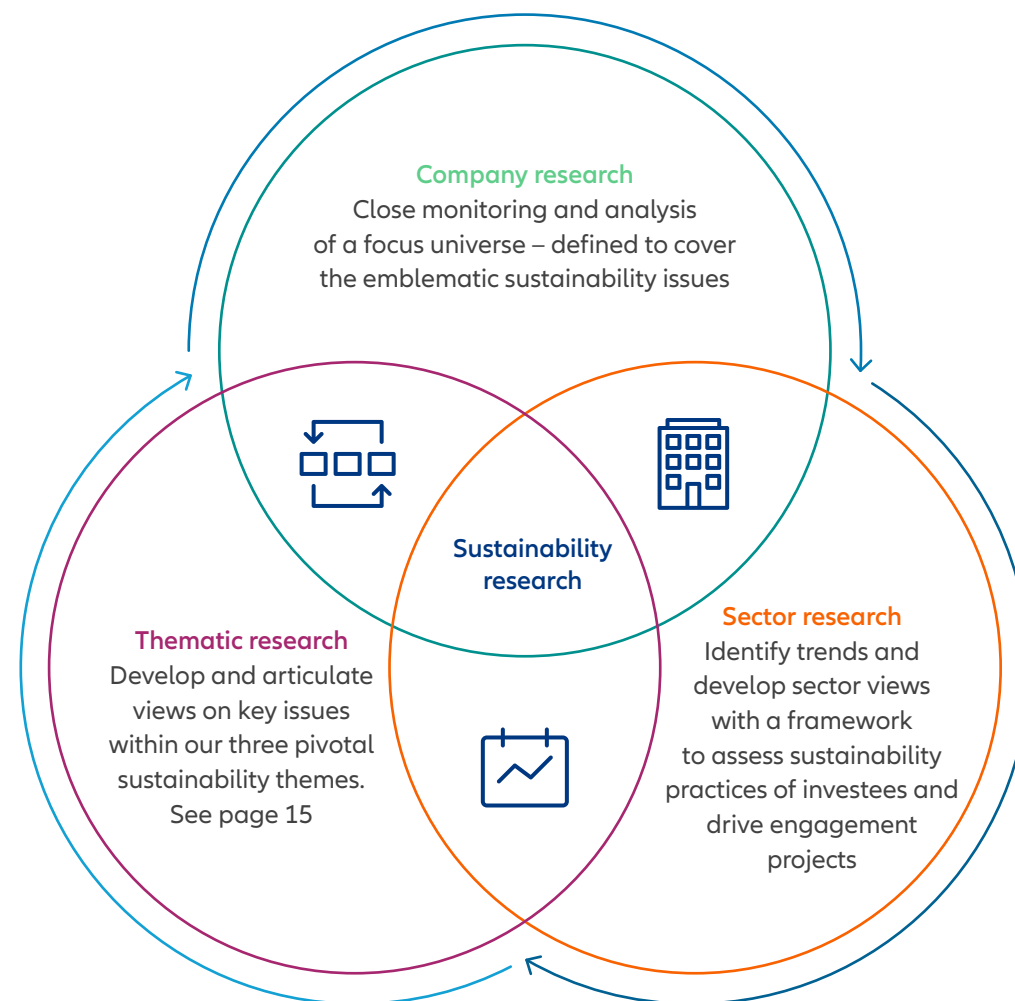 Company research
Close monitoring and analysis
of a focus universe – defined to cover
the emblematic sustainability issues
Sustainability
research
Thematic research
Develop and articulate
views on key issues
within our three pivotal
sustainability themes.
See page 15
Sector research
Identify trends and
develop sector views
with a framework
to assess sustainability
practices of investees and
drive engagement
projects